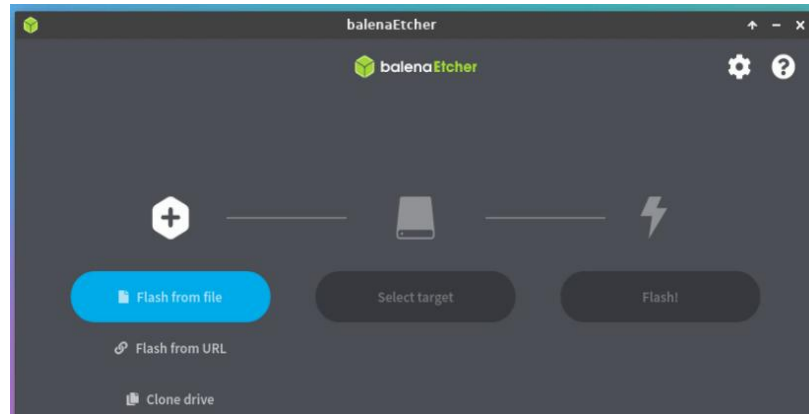 balenaEtcher
balenaEtcher
Flash from file
Select target
Flash!
Flash from URL
Clone drive